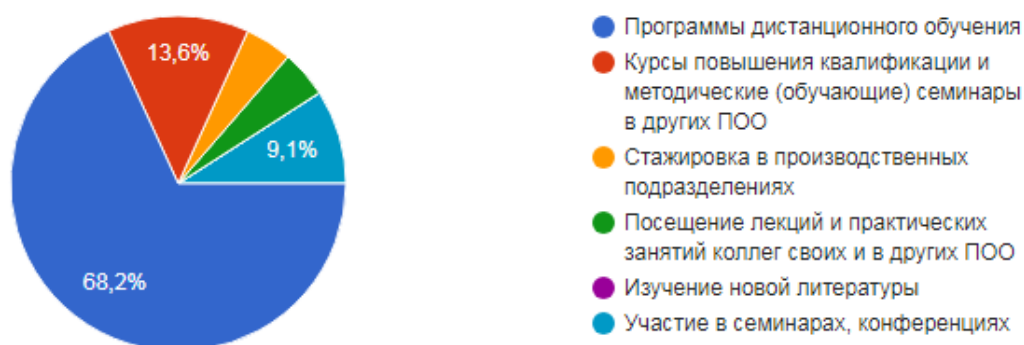 13,6%
9,1%
68,2%
Программы дистанционного обучения
Курсы повышения квалификации и
методические (обучающие) семинары
в других ПОО
Стажировка в производственных
подразделениях
Посещение лекций и практических
занятий коллег своих и в других ПОО
Изучение новой литературы
Участие в семинарах, конференциях